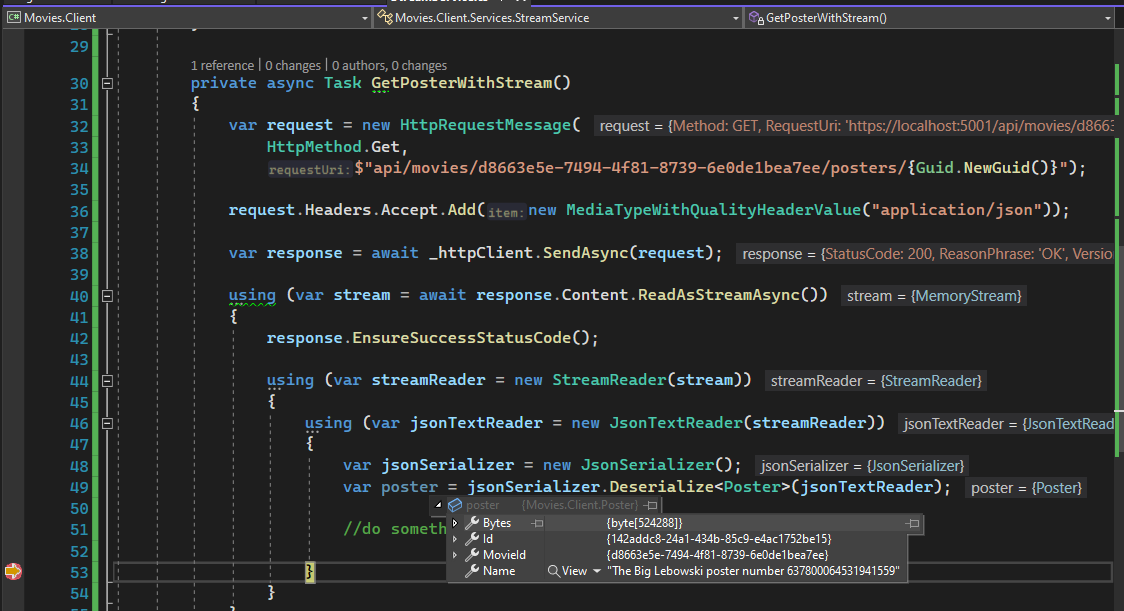 Movies.Client Movies.Client.Services.StreamService GetPosterWithStream()
29
1 reference | 0 changes | 0 authors, 0 changes
30 private async Task GetPosterWithStream()
31 {
32 var request = new HttpRequestMessage( request = {Method: GET, RequestUri: 'https://localhost:5001/api/movies/d8663
33 HttpMethod.Get,
34 requestUri: $"api/movies/d8663e5e-7494-4f81-8739-6e0de1bea7ee/posters/{Guid.NewGuid()}");
35
36 request.Headers.Accept.Add(item: new MediaTypeWithQualityHeaderValue("application/json"));
37
38 var response = await _httpClient.SendAsync(request); response = {StatusCode: 200, ReasonPhrase: 'OK', Versio
39
40 using (var stream = await response.Content.ReadAsStreamAsync()) stream = {MemoryStream}
41 {
42 response.EnsureSuccessStatusCode();
43
44 using (var streamReader = new StreamReader(stream)) streamReader = {StreamReader}
45 {
46 using (var jsonTextReader = new JsonTextReader(streamReader)) jsonTextReader = {JsonTextRead
47 {
48 var jsonSerializer = new JsonSerializer(); jsonSerializer = {JsonSerializer}
49 var poster = jsonSerializer.Deserialize<Poster>(jsonTextReader); poster = {Poster}
50 poster {Movies.Client.Poster}
Bytes {byte[524288]}
51 //do someth Id {142addc8-24a1-434b-85c9-e4ac1752be15}
52 MovieId {d8663e5e-7494-4f81-8739-6e0de1bea7ee}
53 } Name View "The Big Lebowski poster number 637800064531941559"
54 }